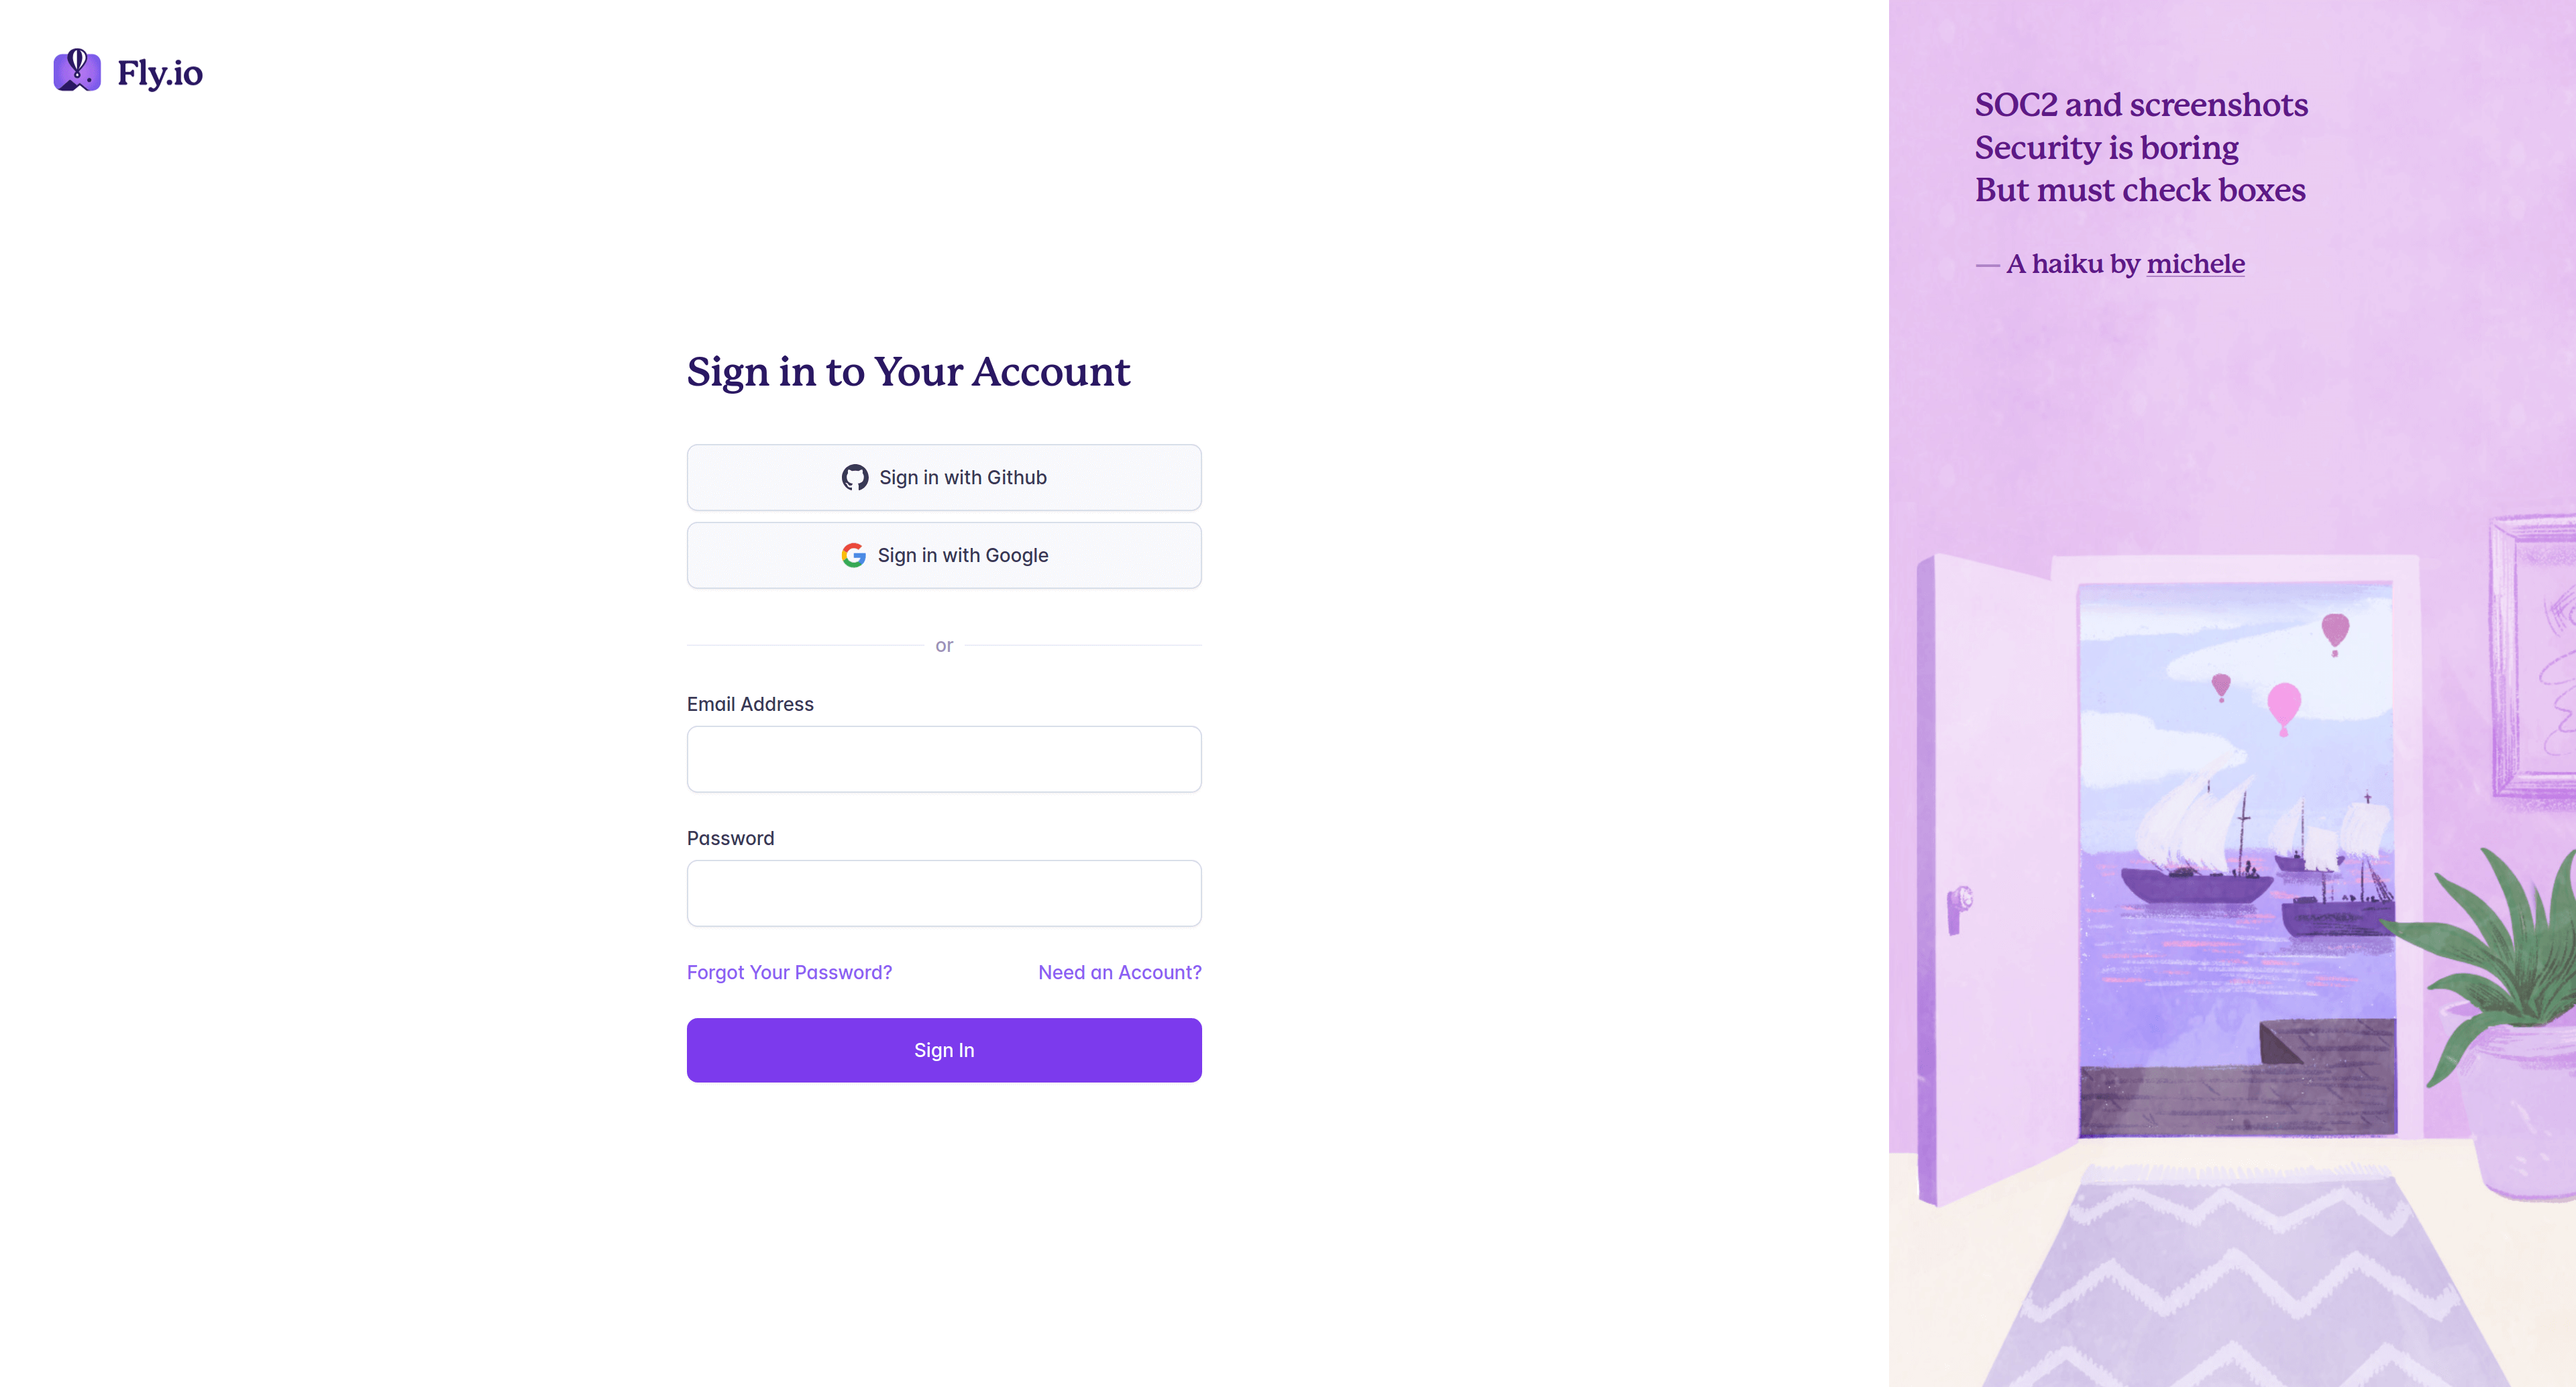 Fly.io
Sign in to Your Account
Sign in with Github
Sign in with Google
or
Email Address
Password
Forgot Your Password?
Need an Account?
Sign In
SOC2 and screenshots
Security is boring
But must check boxes
— A haiku by michele